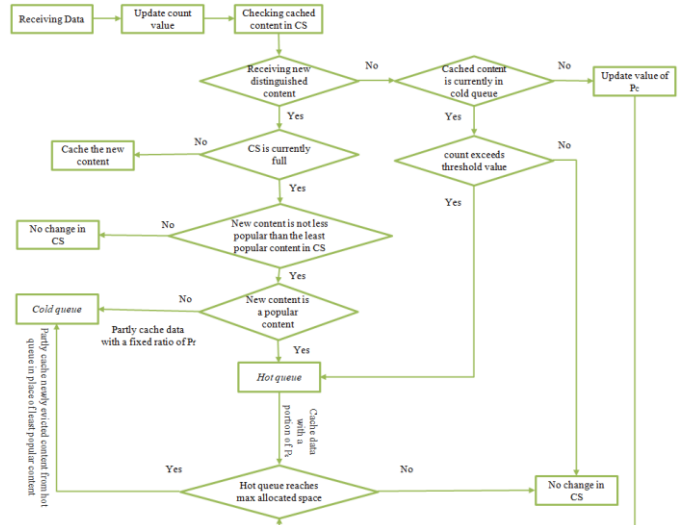 Receiving Data
Update count
value
Checking cached
content in CS
Receiving new
distinguished
content
No
Cached content
is currently in
cold queue
No
Update value of
Pc
Yes
Yes
Cache the new
content
No
CS is currently
full
count exceeds
threshold value
No
Yes
Yes
No change in
CS
No
New content is not less
popular than the least
popular content in CS
Yes
Cold queue
No
New content is
a popular
content
Partly cache data
with a fixed ratio of Pr
Yes
Hot queue
Partly cache newly evicted content from hot
queue in place of least popular content
Cache data
with a
portion of Pc
Yes
Hot queue reaches
max allocated space
No
No change in
CS